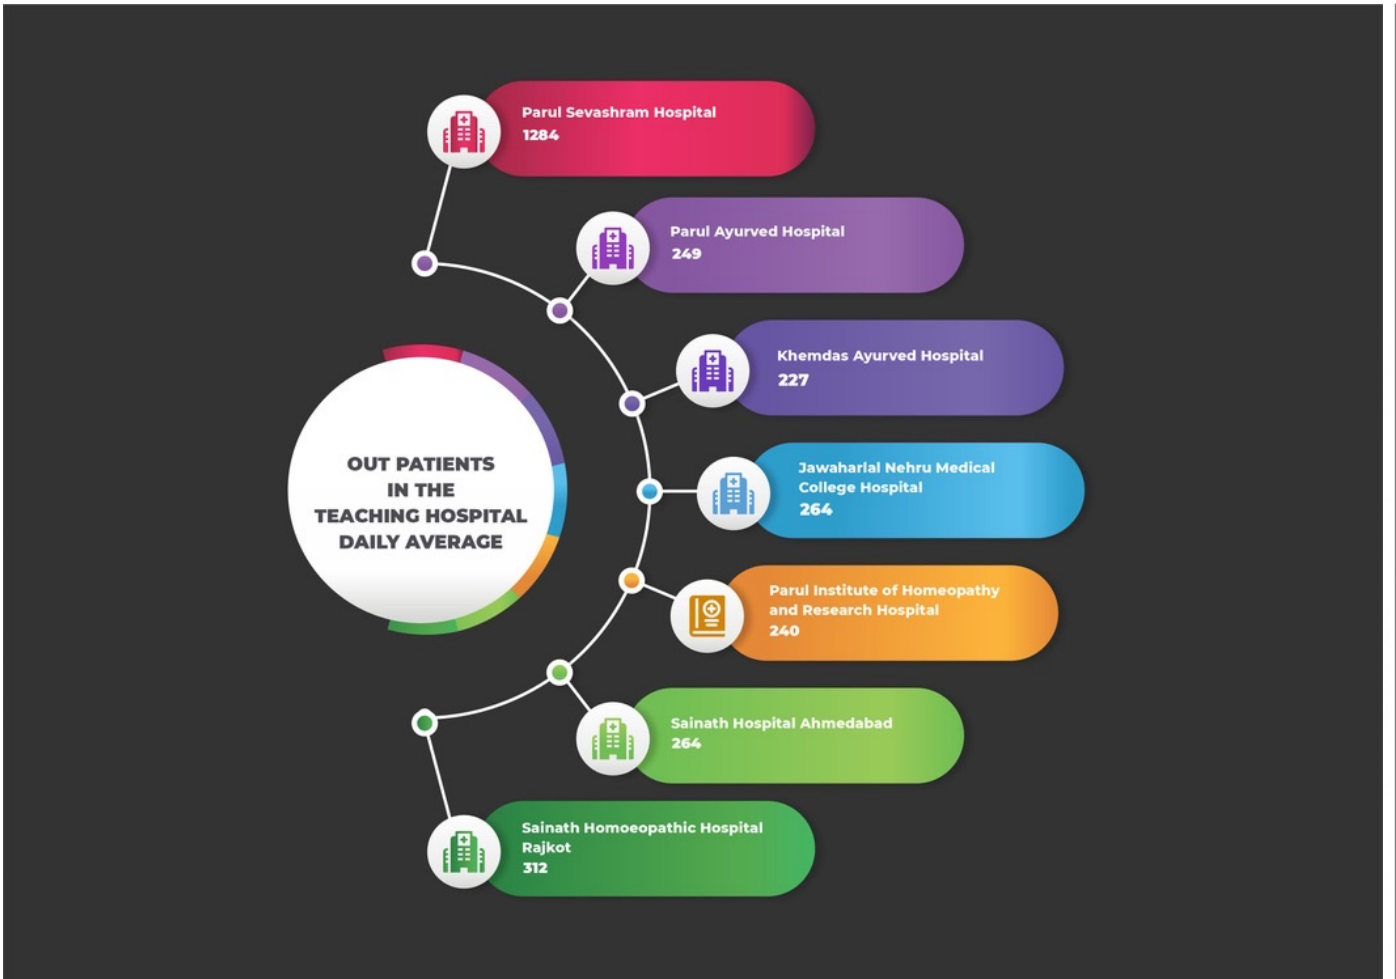 Parul Sevashram Hospital
1284
Parul Ayurved Hospital
249
Khemdas Ayurved Hospital
227
OUT PATIENTS
IN THE
TEACHING HOSPITAL
DAILY AVERAGE
Jawaharlal Nehru Medical
College Hospital
264
Parul Institute of Homeopathy
and Research Hospital
240
Sainath Hospital Ahmedabad
264
Sainath Homoeopathic Hospital
Rajkot
312